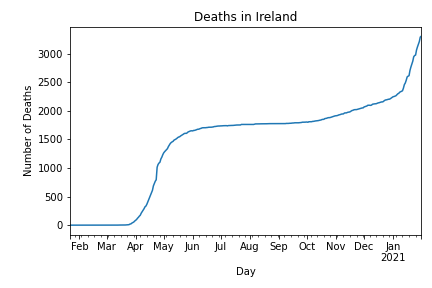 Deaths in Ireland
Number of Deaths
3000
2500
2000
1500
1000
500
0
Feb Mar Apr May Jun Jul Aug Sep Oct Nov Dec Jan
2021
Day